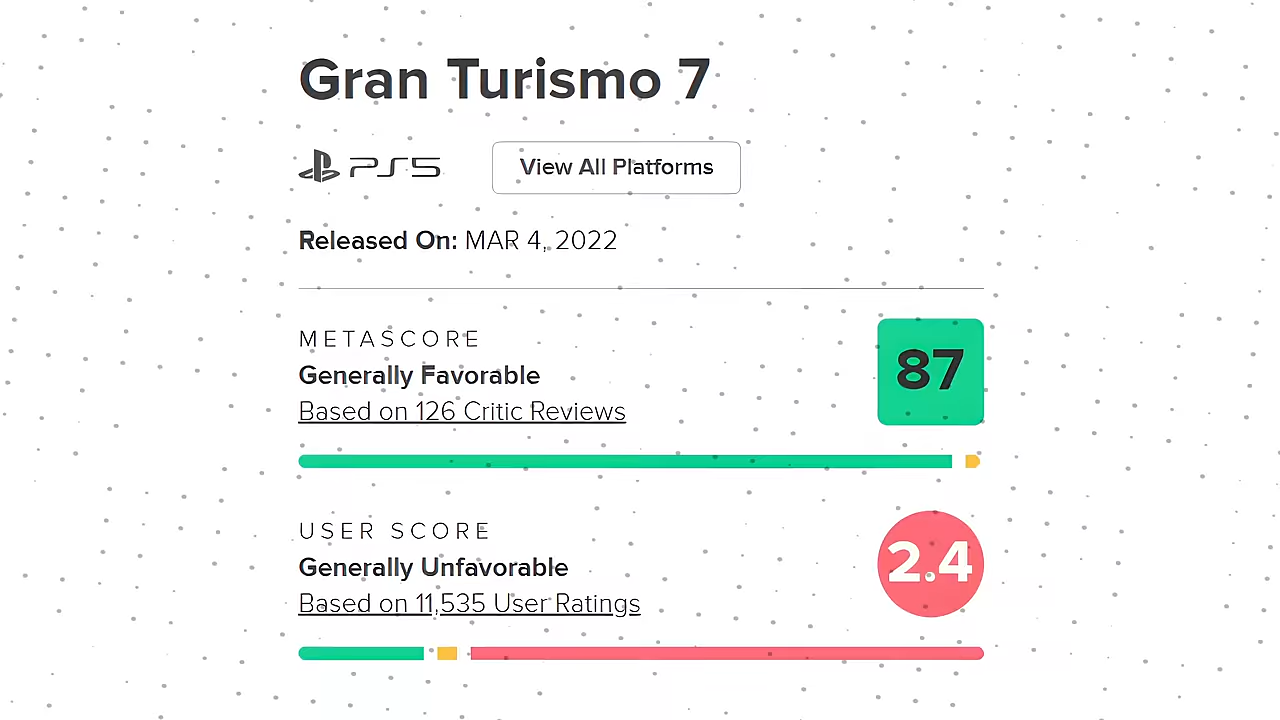 Gran Turismo 7
PS5
View All Platforms
Released On: MAR 4, 2022
METASCORE
Generally Favorable
Based on 126 Critic Reviews
87
USER SCORE
Generally Unfavorable
Based on 11,535 User Ratings
2.4